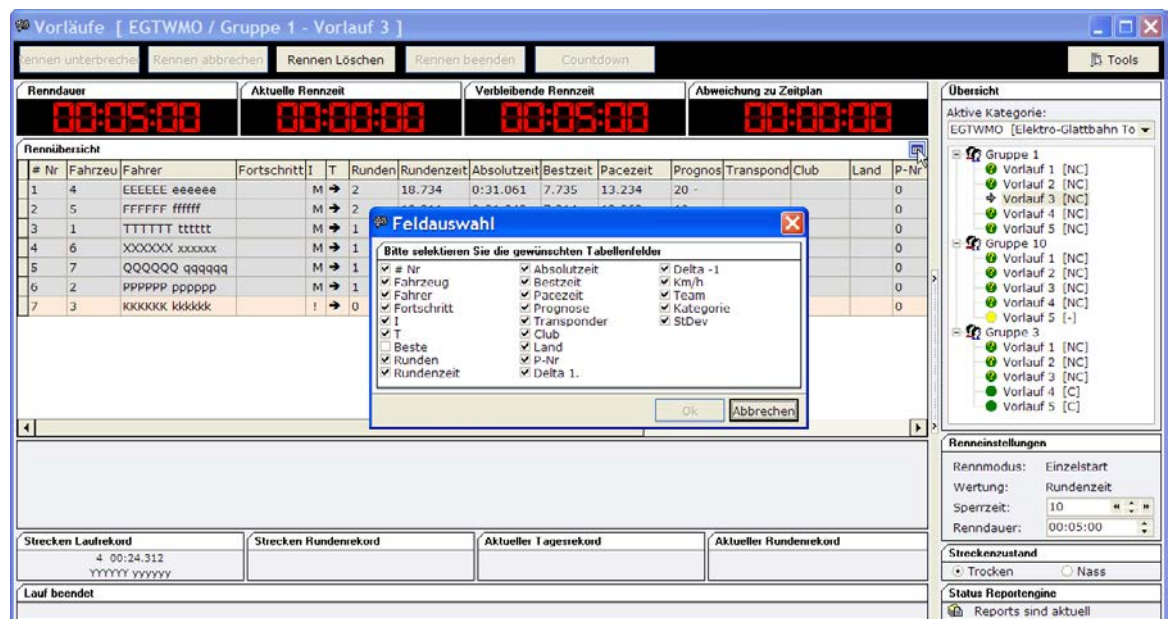 Vorläufe [ EGTWMO / Gruppe 1 - Vorlauf 3 ]
Rennen unterbrechen Rennen abbrechen Rennen Löschen Rennen beenden Countdown Tools
Renndauer Aktuelle Rennzeit Verbleibende Rennzeit Abweichung zu Zeitplan
00:05:00 00:00:00 00:05:00 00:00:00
Rennübersicht
# Nr Fahrzeu Fahrer Fortschritt I T Runden Rundenzeit Absolutzeit Bestzeit Pacezeit Prognos Transpond Club Land P-Nr
1 4 EEEEEE eeeeee M 2 18.734 0:31.061 7.735 13.234 20 - 0
2 5 FFFFFF ffffff M 2 0
3 1 TTTTTT tttttt M 1 0
4 6 XXXXXX xxxxxx M 1 0
5 7 QQQQQQ qqqqqq M 1 0
6 2 PPPPPP pppppp M 1 0
7 3 KKKKKK kkkkkk ! 0 0
Feldauswahl
Bitte selektieren Sie die gewünschten Tabellenfelder
# Nr Absolutzeit Delta -1
Fahrzeug Bestzeit Km/h
Fahrer Pacezeit Team
Fortschritt Prognose Kategorie
I Transponder StDev
T Club
Beste Land
Runden P-Nr
Rundenzeit Delta 1.
Ok Abbrechen
Strecken Laufrekord Strecken Rundenrekord Aktueller Tagesrekord Aktueller Rundenrekord
4 00:24.312
YYYYYY yyyyyy
Lauf beendet
Übersicht
Aktive Kategorie:
EGTWMO [Elektro-Glattbahn To
Gruppe 1
Vorlauf 1 [NC]
Vorlauf 2 [NC]
Vorlauf 3 [NC]
Vorlauf 4 [NC]
Vorlauf 5 [NC]
Gruppe 10
Vorlauf 1 [NC]
Vorlauf 2 [NC]
Vorlauf 3 [NC]
Vorlauf 4 [NC]
Vorlauf 5 [-]
Gruppe 3
Vorlauf 1 [NC]
Vorlauf 2 [NC]
Vorlauf 3 [NC]
Vorlauf 4 [C]
Vorlauf 5 [C]
Renneinstellungen
Rennmodus: Einzelstart
Wertung: Rundenzeit
Sperrzeit: 10
Renndauer: 00:05:00
Streckenzustand
Trocken Nass
Status Reportengine
Reports sind aktuell